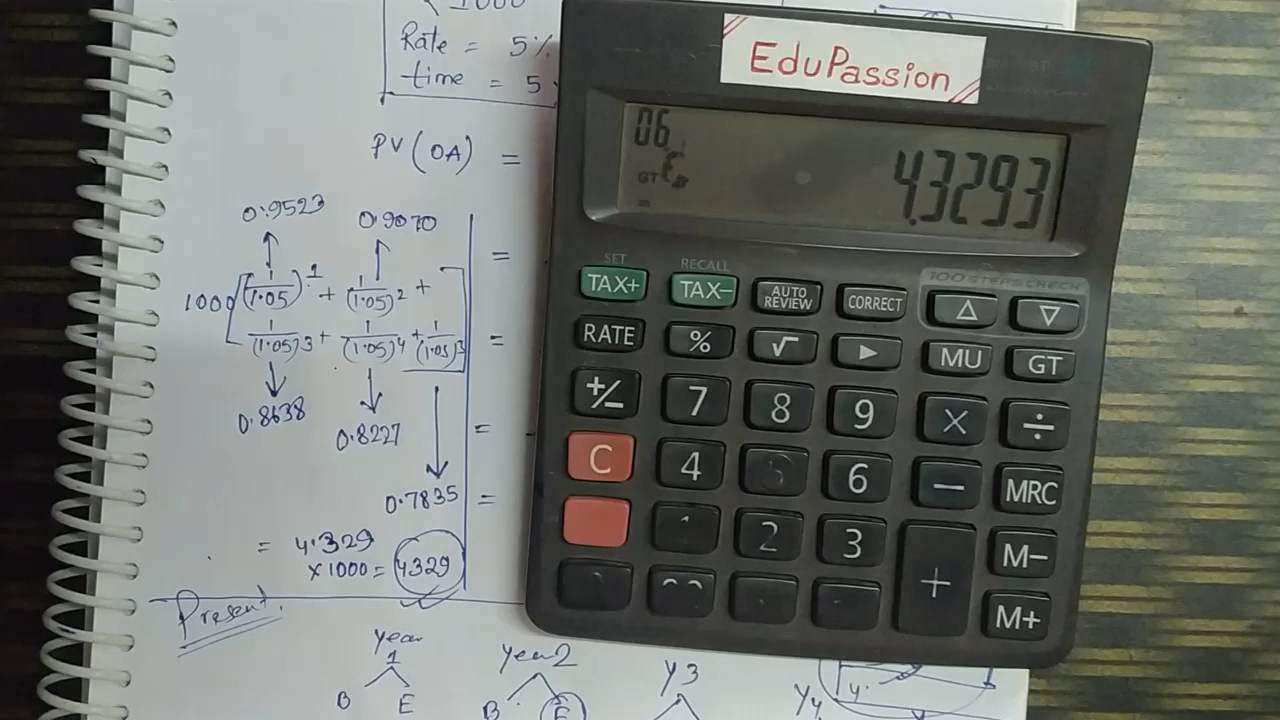 1000
Rate = 5%
time = 5
PV (OA) =
0.9523
0.9070
1000[(1/(1.05))^1 + 1/(1.05)^2 +
1/(1.05)^3 + 1/(1.05)^4 + 1/(1.05)^3]
0.8638
0.8227
0.7835
= 4.329
×1000 = 4329
=
=
=
=
Present.
Year 1
B E
Year 2
B E
Y3
Y4
EduPassion
06
GT E
=
4.3293
SET
RECALL
100 STEPS CHECK
TAX+ TAX− AUTO REVIEW CORRECT △ ▽
RATE % √ ▶ MU GT
+/− 7 8 9 × ÷
C 4 5 6 − MRC
1 2 3 + M−
M+